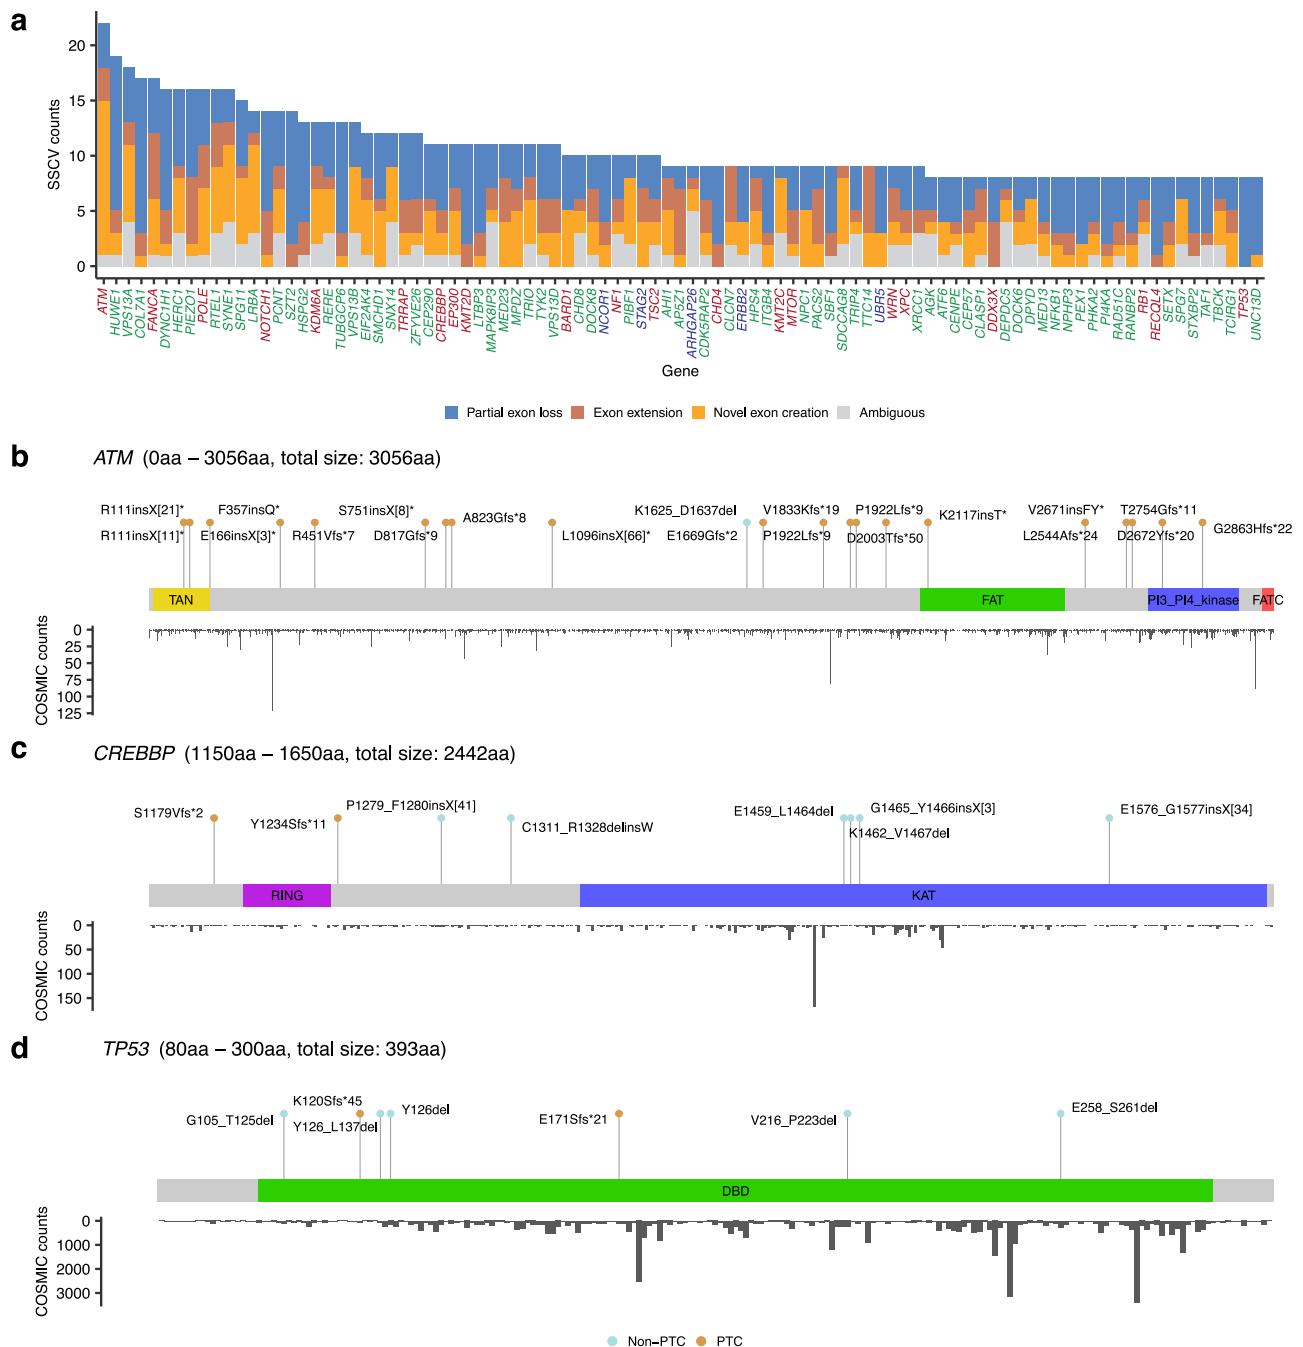 a
20
15
10
5
0
SSCV counts
ATM HUWE1 VPS13A COL7A1 FANCA DYNC1H1 HERC1 PIEZO1 POLE RTEL1 SYNE1 SPG11 LRBA NOTCH1 PCNT SZT2 HSPG2 KDM6A RERE TUBGCP6 VPS13B EIF2AK4 SMCHD1 SNX14 TRRAP ZFYVE26 CEP290 CREBBP EP300 KMT2D LTBP3 MAPK8IP3 MED23 MPDZ TRIO TYK2 VPS13D BARD1 CHD8 DOCK8 NCOR1 NF1 PIBF1 STAG2 TSC2 AHI1 AP5Z1 ARHGAP26 CDK5RAP2 CHD4 CLCN7 ERBB2 HPS4 ITGB4 KMT2C MTOR NPC1 PACS2 SBF1 SDCCAG8 TRIP4 TTC14 UBR5 WRN XPC XRCC1 AGK ATF6 CENPE CEP57 CLASP1 DDX3X DEPDC5 DOCK6 DPYD MED13 NFKB1 NPHP3 PEX1 PHKA2 PI4KA RAD51C RANBP2 RB1 RECQL4 SETX SPG7 STXBP2 TAF1 TBCK TCIRG1 TP53 UNC13D
Gene
Partial exon loss Exon extension Novel exon creation Ambiguous
b ATM (0aa – 3056aa, total size: 3056aa)
R111insX[21]* F357insQ* S751insX[8]* A823Gfs*8 K1625_D1637del V1833Kfs*19 P1922Lfs*9 K2117insT* V2671insFY* T2754Gfs*11 G2863Hfs*22
R111insX[11]* E166insX[3]* R451Vfs*7 D817Gfs*9 L1096insX[66]* E1669Gfs*2 P1922Lfs*9 D2003Tfs*50 L2544Afs*24 D2672Yfs*20
TAN FAT PI3_PI4_kinase FATC
0
25
50
75
100
125
COSMIC counts
c CREBBP (1150aa – 1650aa, total size: 2442aa)
S1179Vfs*2 Y1234Sfs*11 P1279_F1280insX[41] C1311_R1328delinsW E1459_L1464del G1465_Y1466insX[3] K1462_V1467del E1576_G1577insX[34]
RING KAT
0
50
100
150
COSMIC counts
d TP53 (80aa – 300aa, total size: 393aa)
G105_T125del K120Sfs*45 Y126_L137del Y126del E171Sfs*21 V216_P223del E258_S261del
DBD
0
1000
2000
3000
COSMIC counts
Non–PTC PTC